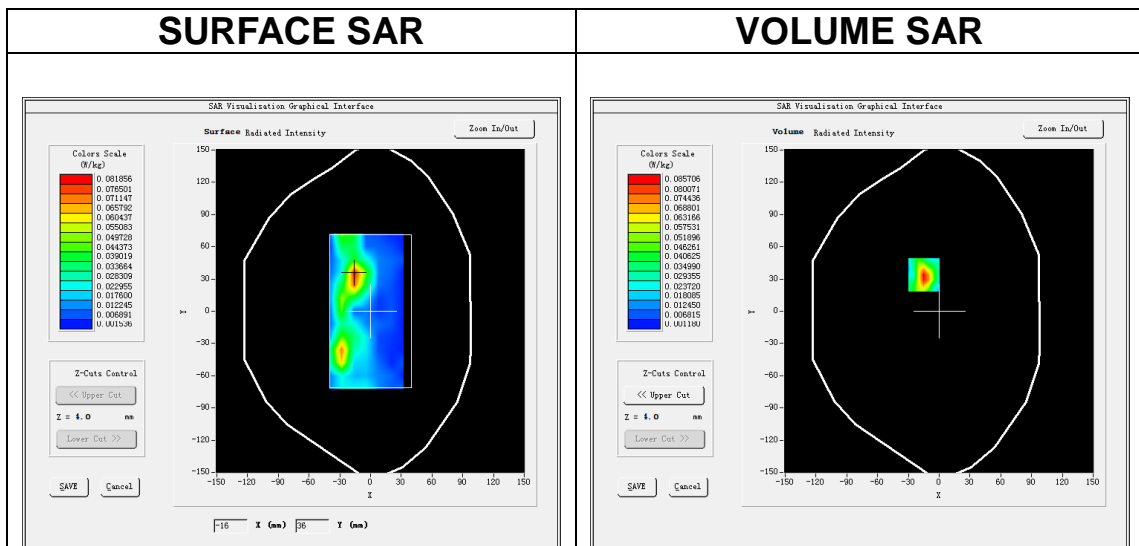 SURFACE SAR
VOLUME SAR
SAR Visualisation Graphical Interface
Surface Radiated Intensity
Zoom In/Out
Colors Scale
(W/kg)
0.081856
0.076501
0.071147
0.065792
0.060437
0.055083
0.049728
0.044373
0.039019
0.033664
0.028309
0.022955
0.017600
0.012245
0.006891
0.001536
Z-Cuts Control
<< Upper Cut
Z = 4.0 mm
Lower Cut >>
SAVE
Cancel
150
120
90
60
30
0
-30
-60
-90
-120
-150
Y
-150 -120 -90 -60 -30 0 30 60 90 120 150
X
-16 X (mm) 36 Y (mm)
SAR Visualisation Graphical Interface
Volume Radiated Intensity
Zoom In/Out
Colors Scale
(W/kg)
0.085706
0.080071
0.074436
0.068801
0.063166
0.057531
0.051896
0.046261
0.040625
0.034990
0.029355
0.023720
0.018085
0.012450
0.006815
0.001180
Z-Cuts Control
<< Upper Cut
Z = 4.0 mm
Lower Cut >>
SAVE
Cancel
150
120
90
60
30
0
-30
-60
-90
-120
-150
Y
-150 -120 -90 -60 -30 0 30 60 90 120 150
X